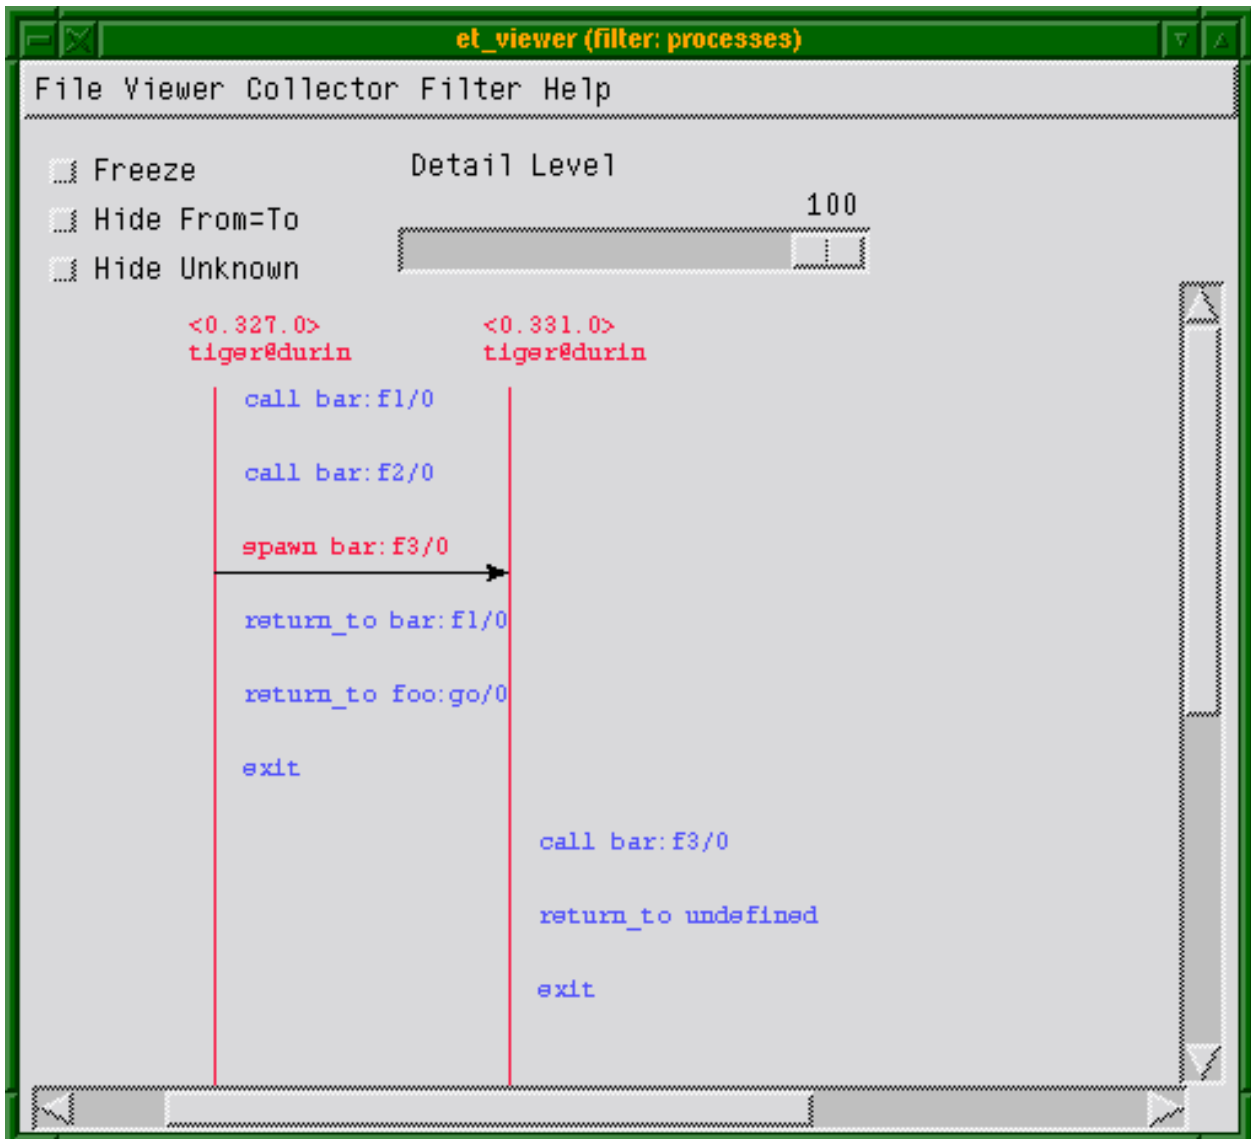 et_viewer (filter: processes)
File Viewer Collector Filter Help
Freeze
Detail Level
Hide From=To
100
Hide Unknown
<0.327.0> <0.331.0>
tiger@durin tiger@durin
call bar:f1/0
call bar:f2/0
spawn bar:f3/0
return_to bar:f1/0
return_to foo:go/0
exit
call bar:f3/0
return_to undefined
exit